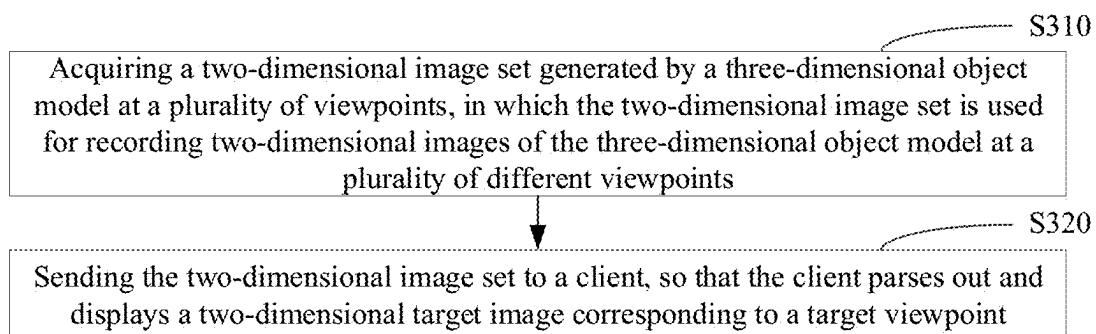 S310
Acquiring a two-dimensional image set generated by a three-dimensional object
model at a plurality of viewpoints, in which the two-dimensional image set is used
for recording two-dimensional images of the three-dimensional object model at a
plurality of different viewpoints
S320
Sending the two-dimensional image set to a client, so that the client parses out and
displays a two-dimensional target image corresponding to a target viewpoint